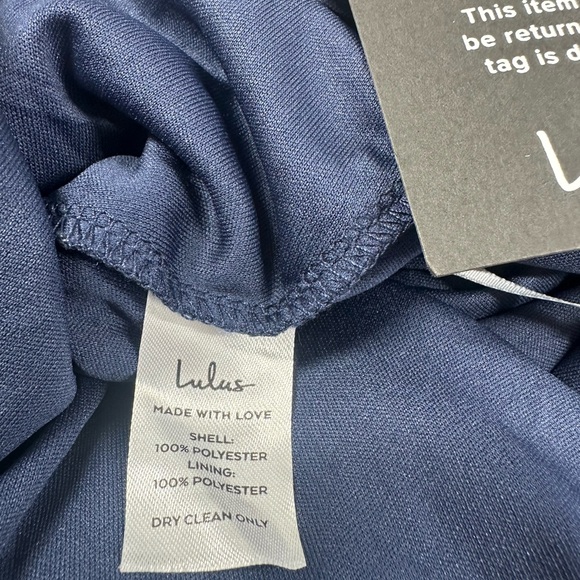 This item
be return
tag is d
Lulus
MADE WITH LOVE
SHELL:
100% POLYESTER
LINING:
100% POLYESTER
DRY CLEAN ONLY